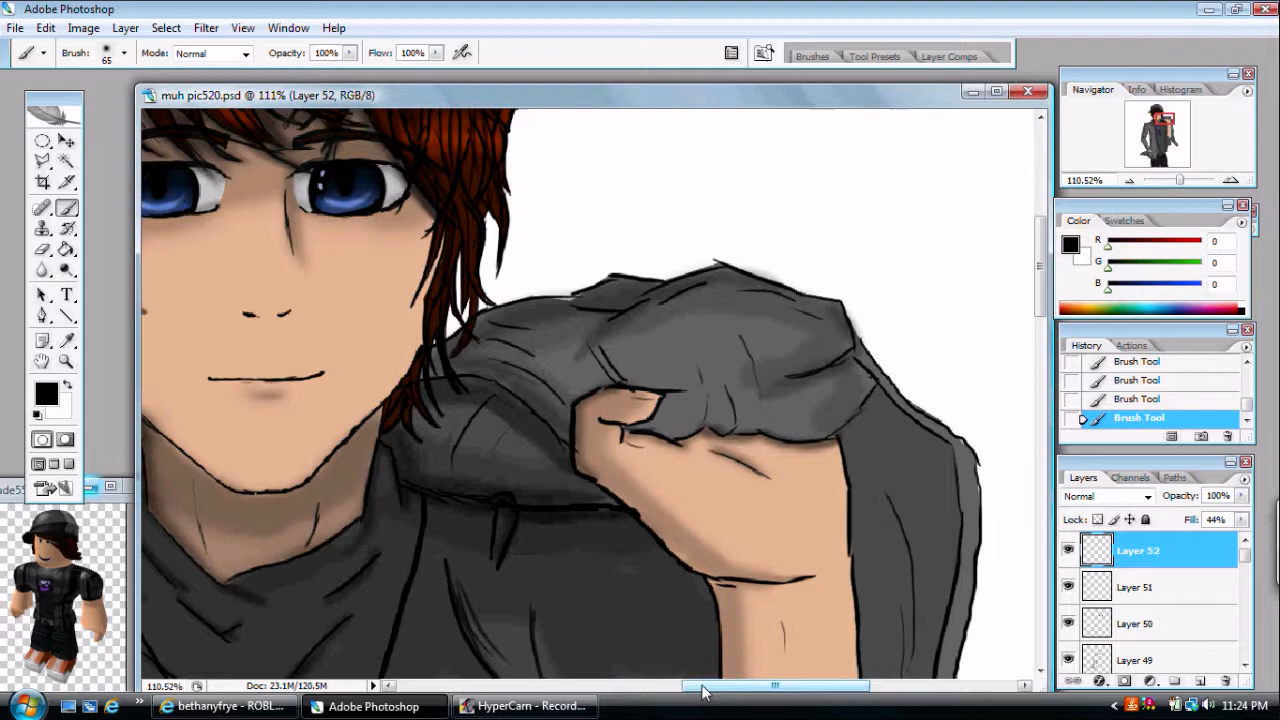 Adobe Photoshop
File Edit Image Layer Select Filter View Window Help
Brush: 65 Mode: Normal Opacity: 100% Flow: 100% Brushes Tool Presets Layer Comps
muh pic520.psd @ 111% (Layer 52, RGB/8)
Navigator Info Histogram
110.52%
Color Swatches
R 0
G 0
B 0
History Actions
Brush Tool
Brush Tool
Brush Tool
Brush Tool
Layers Channels Paths
Normal Opacity: 100%
Lock: Fill: 44%
Layer 52
Layer 51
Layer 50
Layer 49
110.52% Doc: 23.1M/120.5M
bethanyfrye - ROBL... Adobe Photoshop HyperCam - Record... 11:24 PM